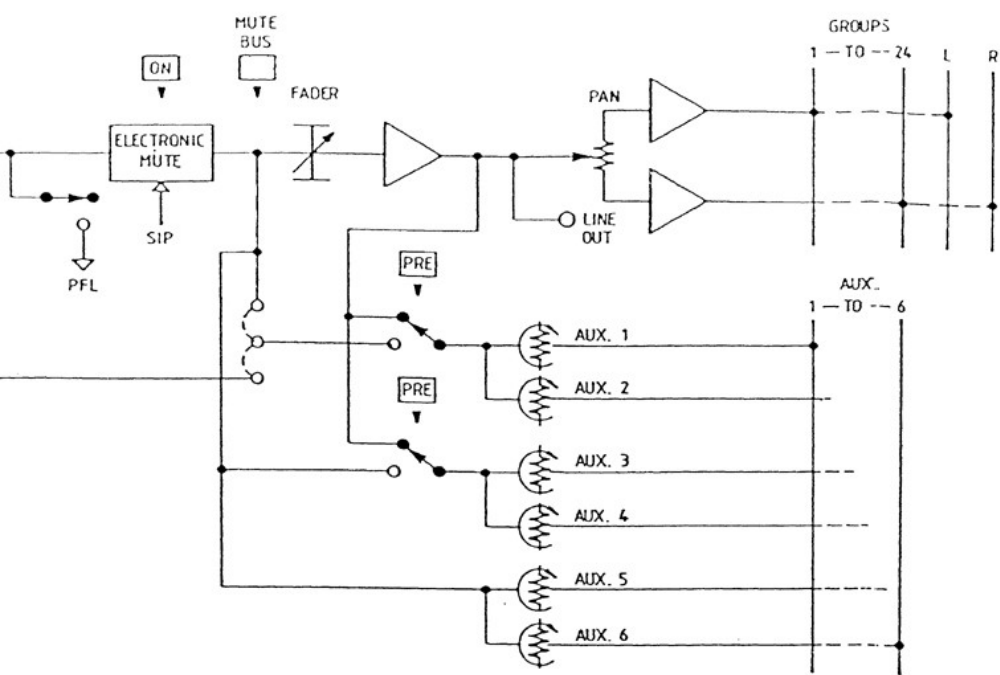 MUTE
BUS
GROUPS
1 — TO -- 24 L R
ON
FADER
PAN
ELECTRONIC
MUTE
SIP
PFL
LINE
OUT
PRE
AUX.
1 — TO -- 6
AUX. 1
PRE
AUX. 2
AUX. 3
AUX. 4
AUX. 5
AUX. 6